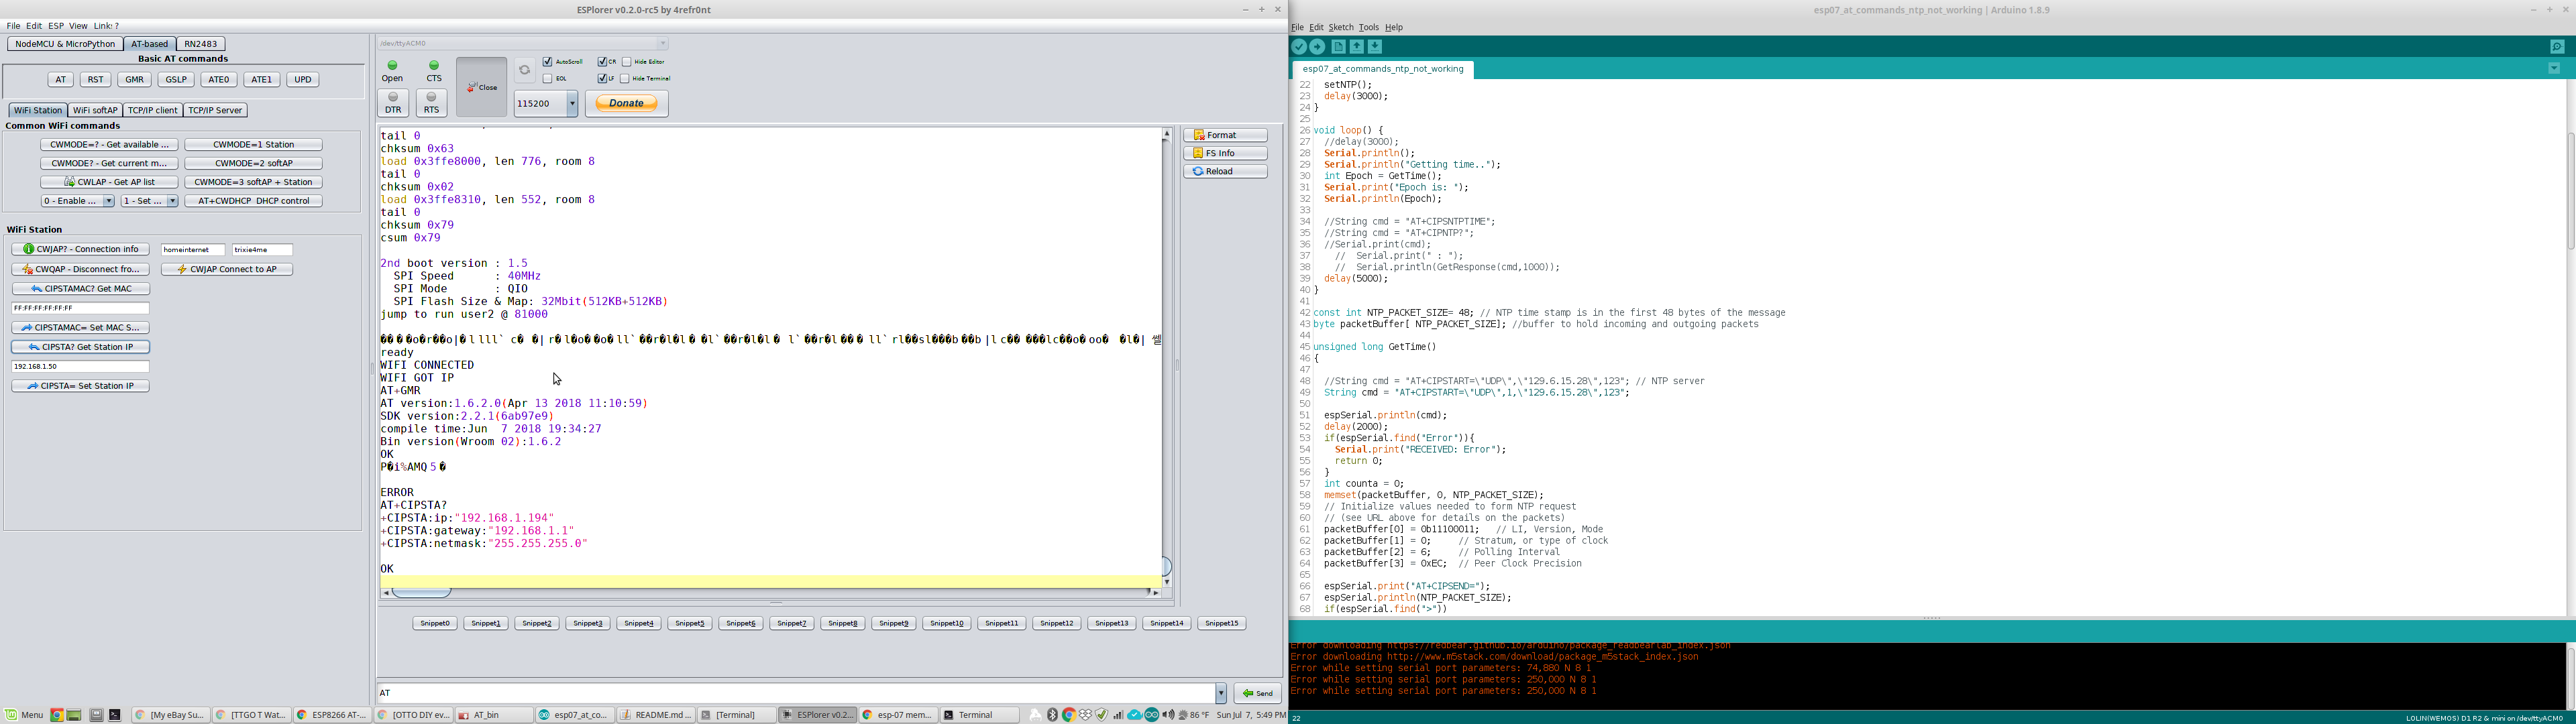 ESPlorer v0.2.0-rc5 by 4refr0nt
File Edit ESP View Links ?
NodeMCU & MicroPython AT-based RN2483
Basic AT commands
AT RST GMR GSLP ATE0 ATE1 UPD
WiFi Station WiFi softAP TCP/IP client TCP/IP Server
Common WiFi commands
CWMODE=? - Get available ... CWMODE=1 Station
CWMODE? - Get current m... CWMODE=2 softAP
CWLAP - Get AP list CWMODE=3 softAP + Station
0 - Enable ... 1 - Set ... AT+CWDHCP DHCP control
WiFi Station
CWJAP? - Connection info homeinternet trixie4me
CWQAP - Disconnect fro... CWJAP Connect to AP
CIPSTAMAC? Get MAC
FF:FF:FF:FF:FF:FF
CIPSTAMAC= Set MAC S...
CIPSTA? Get Station IP
192.168.1.50
CIPSTA= Set Station IP
/dev/ttyACM0
Open CTS Close
AutoScroll CR Hide Editor
EOL LF Hide Terminal
DTR RTS 115200 Donate
tail 0
chksum 0x63
load 0x3ffe8000, len 776, room 8
tail 0
chksum 0x02
load 0x3ffe8310, len 552, room 8
tail 0
chksum 0x79
csum 0x79
2nd boot version : 1.5
SPI Speed : 40MHz
SPI Mode : QIO
SPI Flash Size & Map: 32Mbit(512KB+512KB)
jump to run user2 @ 81000
ready
WIFI CONNECTED
WIFI GOT IP
AT+GMR
AT version:1.6.2.0(Apr 13 2018 11:10:59)
SDK version:2.2.1(6ab97e9)
compile time:Jun 7 2018 19:34:27
Bin version(Wroom 02):1.6.2
OK
P�i%AMQ5�
ERROR
AT+CIPSTA?
+CIPSTA:ip:"192.168.1.194"
+CIPSTA:gateway:"192.168.1.1"
+CIPSTA:netmask:"255.255.255.0"
OK
Format
FS Info
Reload
Snippet0 Snippet1 Snippet2 Snippet3 Snippet4 Snippet5 Snippet6 Snippet7 Snippet8 Snippet9 Snippet10 Snippet11 Snippet12 Snippet13 Snippet14 Snippet15
AT Send
esp07_at_commands_ntp_not_working | Arduino 1.8.9
File Edit Sketch Tools Help
esp07_at_commands_ntp_not_working
22 setNTP();
23 delay(3000);
24 }
25
26 void loop() {
27 //delay(3000);
28 Serial.println();
29 Serial.println("Getting time..");
30 int Epoch = GetTime();
31 Serial.print("Epoch is: ");
32 Serial.println(Epoch);
33
34 //String cmd = "AT+CIPSNTPTIME";
35 //String cmd = "AT+CIPNTP?";
36 //Serial.print(cmd);
37 // Serial.print(" : ");
38 // Serial.println(GetResponse(cmd,1000));
39 delay(5000);
40 }
41
42 const int NTP_PACKET_SIZE= 48; // NTP time stamp is in the first 48 bytes of the message
43 byte packetBuffer[ NTP_PACKET_SIZE]; //buffer to hold incoming and outgoing packets
44
45 unsigned long GetTime()
46 {
47
48 //String cmd = "AT+CIPSTART=\"UDP\",\"129.6.15.28\",123"; // NTP server
49 String cmd = "AT+CIPSTART=\"UDP\",1,\"129.6.15.28\",123";
50
51 espSerial.println(cmd);
52 delay(2000);
53 if(espSerial.find("Error")){
54 Serial.print("RECEIVED: Error");
55 return 0;
56 }
57 int counta = 0;
58 memset(packetBuffer, 0, NTP_PACKET_SIZE);
59 // Initialize values needed to form NTP request
60 // (see URL above for details on the packets)
61 packetBuffer[0] = 0b11100011; // LI, Version, Mode
62 packetBuffer[1] = 0; // Stratum, or type of clock
63 packetBuffer[2] = 6; // Polling Interval
64 packetBuffer[3] = 0xEC; // Peer Clock Precision
65
66 espSerial.print("AT+CIPSEND=");
67 espSerial.println(NTP_PACKET_SIZE);
68 if(espSerial.find(">"))
Error downloading https://redbear.github.io/arduino/package_readbearlab_index.json
Error downloading http://www.m5stack.com/download/package_m5stack_index.json
Error while setting serial port parameters: 74,880 N 8 1
Error while setting serial port parameters: 250,000 N 8 1
Error while setting serial port parameters: 250,000 N 8 1
22 LOLIN(WEMOS) D1 R2 & mini on /dev/ttyACM0
Menu [My eBay Su... [TTGO T Wat... ESP8266 AT-... [OTTO DIY ev... AT_bin esp07_at_co... README.md ... [Terminal] ESPlorer v0.2... esp-07 mem... Terminal 86 °F Sun Jul 7, 5:49 PM